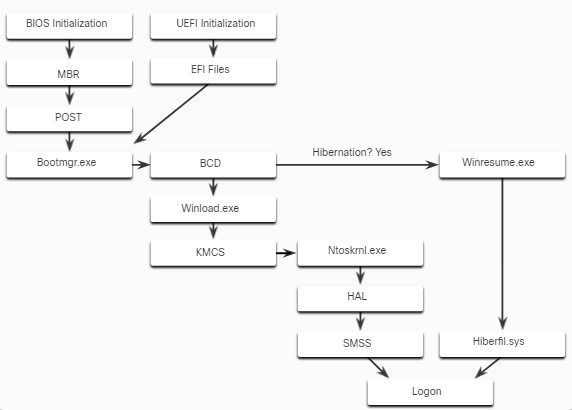 BIOS Initialization
UEFI Initialization
MBR
EFI Files
POST
Bootmgr.exe
BCD
Hibernation? Yes
Winresume.exe
Winload.exe
KMCS
Ntoskrnl.exe
HAL
SMSS
Hiberfil.sys
Logon